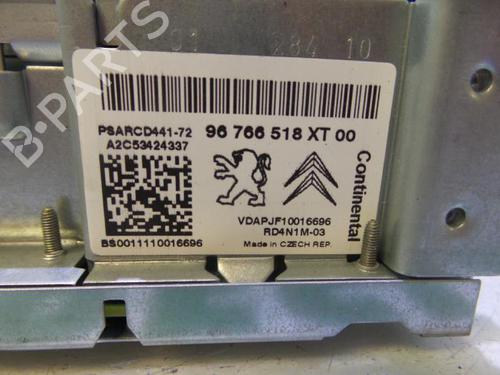 91 284 10
PSARCD441-72
A2C53424337
96 766 518 XT 00
Continental
VDAPJF10016696
RD4N1M-03
BS0011110016696
Made in CZECH REP.
B-PARTS